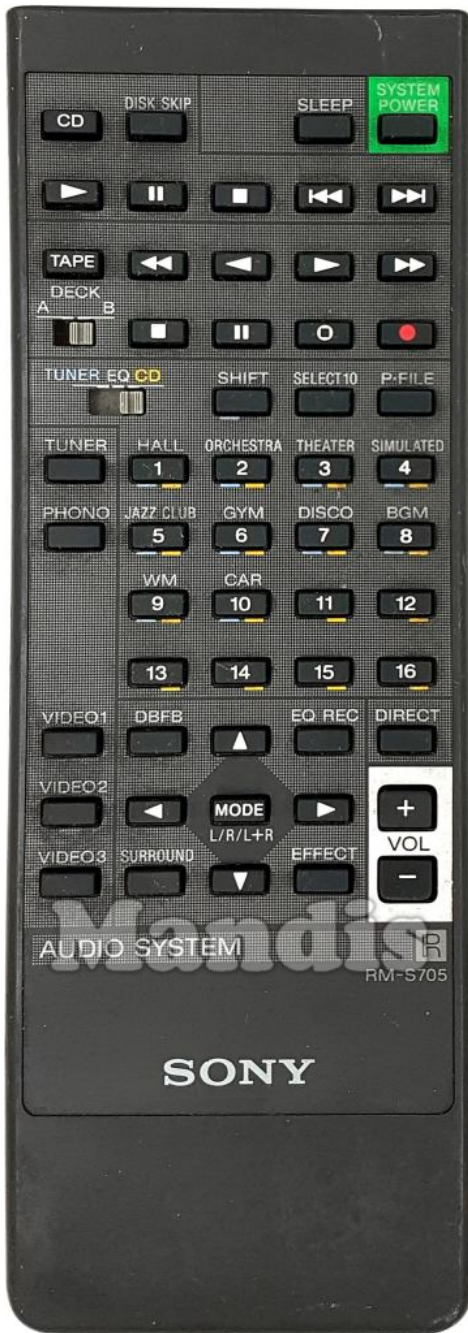 SYSTEM
DISK SKIP SLEEP POWER
CD
TAPE
DECK
A B
TUNER EQ CD SHIFT SELECT10 P·FILE
TUNER HALL ORCHESTRA THEATER SIMULATED
1 2 3 4
PHONO JAZZ CLUB GYM DISCO BGM
5 6 7 8
WM CAR
9 10 11 12
13 14 15 16
VIDEO1 DBFB EQ REC DIRECT
VIDEO2
MODE +
L/R/L+R VOL
VIDEO3 SURROUND EFFECT
−
Mandis
AUDIO SYSTEM R
RM-S705
SONY